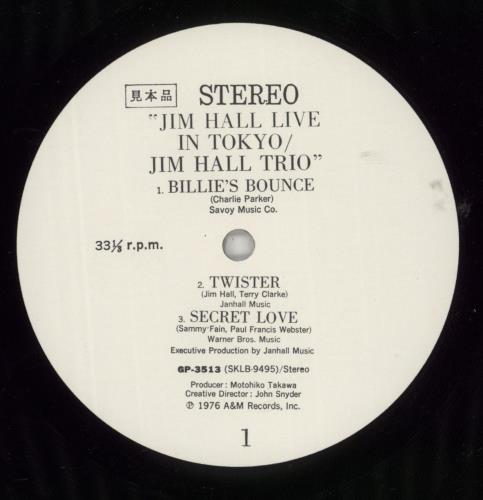 見本品 STEREO
"JIM HALL LIVE
IN TOKYO/
JIM HALL TRIO"
1. BILLIE'S BOUNCE
(Charlie Parker)
Savoy Music Co.
33⅓ r.p.m.
2. TWISTER
(Jim Hall, Terry Clarke)
Janhall Music
3. SECRET LOVE
(Sammy-Fain, Paul Francis Webster)
Warner Bros. Music
Executive Production by Janhall Music
GP-3513 (SKLB-9495)/Stereo
Producer : Motohiko Takawa
Creative Director : John Snyder
℗ 1976 A&M Records, Inc.
1